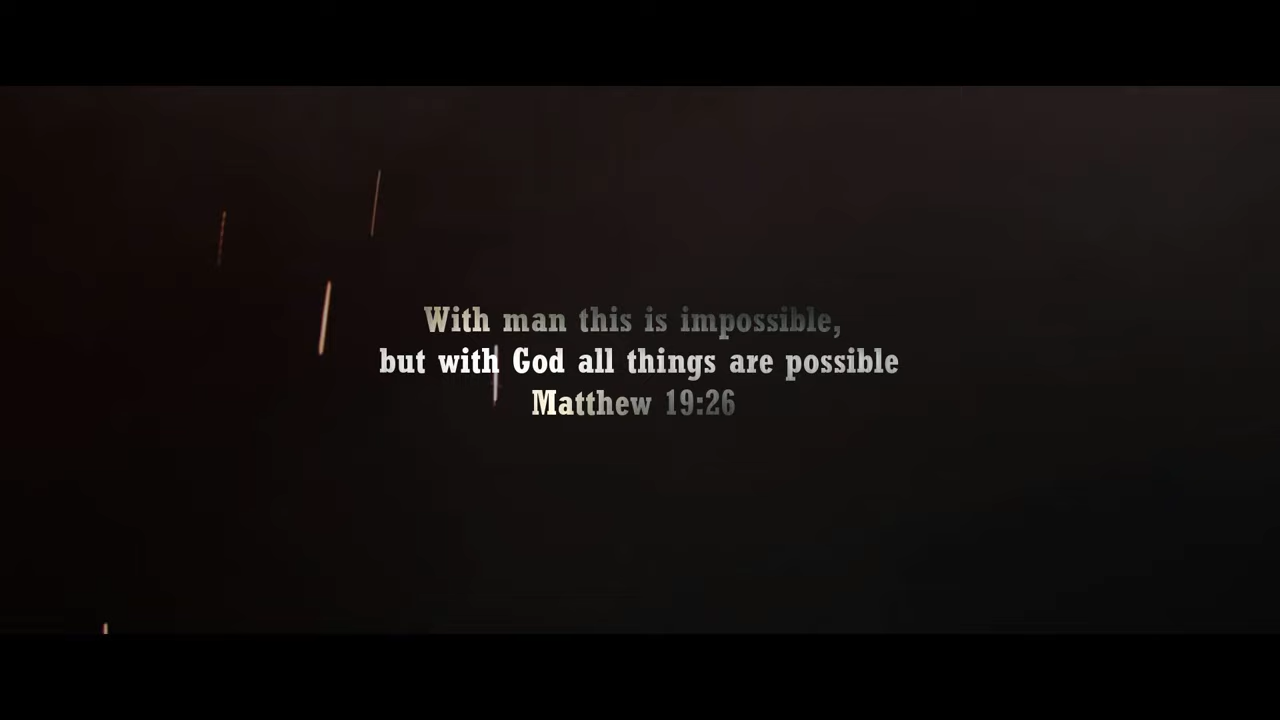 With man this is impossible,
but with God all things are possible
Matthew 19:26